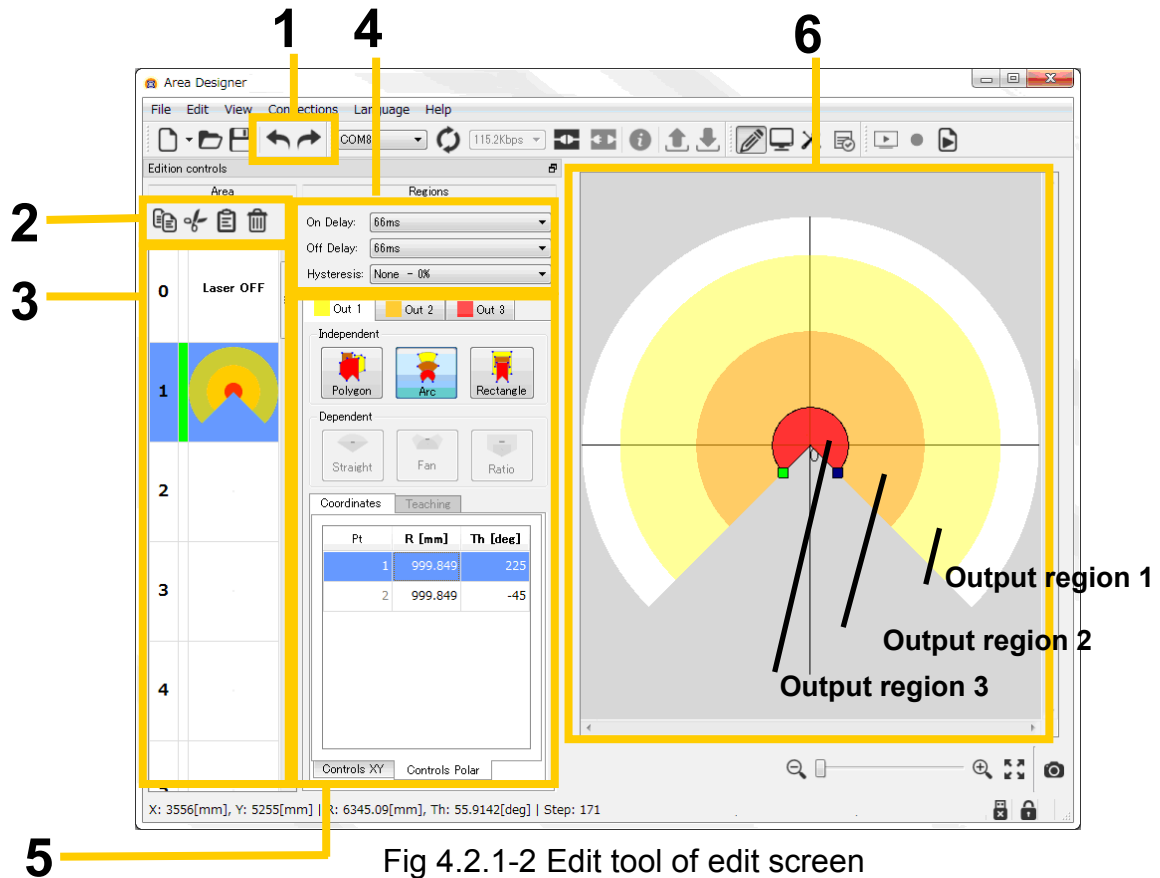 1
4
6
Area Designer
File Edit View Connections Language Help
COM8
115.2Kbps
Edition controls
Area
Regions
2
On Delay: 66ms
Off Delay: 66ms
Hysteresis: None - 0%
3
0 Laser OFF
Out 1 Out 2 Out 3
Independent
Polygon Arc Rectangle
1
Dependent
Straight Fan Ratio
2
Coordinates Teaching
Pt R [mm] Th [deg]
1 999.849 225
2 999.849 -45
3
4
0
Output region 1
Output region 2
Output region 3
Controls XY Controls Polar
X: 3556[mm], Y: 5255[mm] | R: 6345.09[mm], Th: 55.9142[deg] | Step: 171
5
Fig 4.2.1-2 Edit tool of edit screen